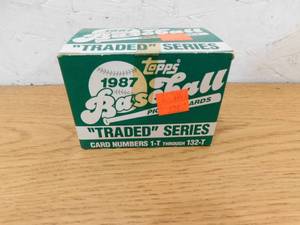 "TRADED" SERIES
Topps
1987
Baseball
CARDS
"TRADED" SERIES
CARD NUMBERS 1-T THROUGH 132-T